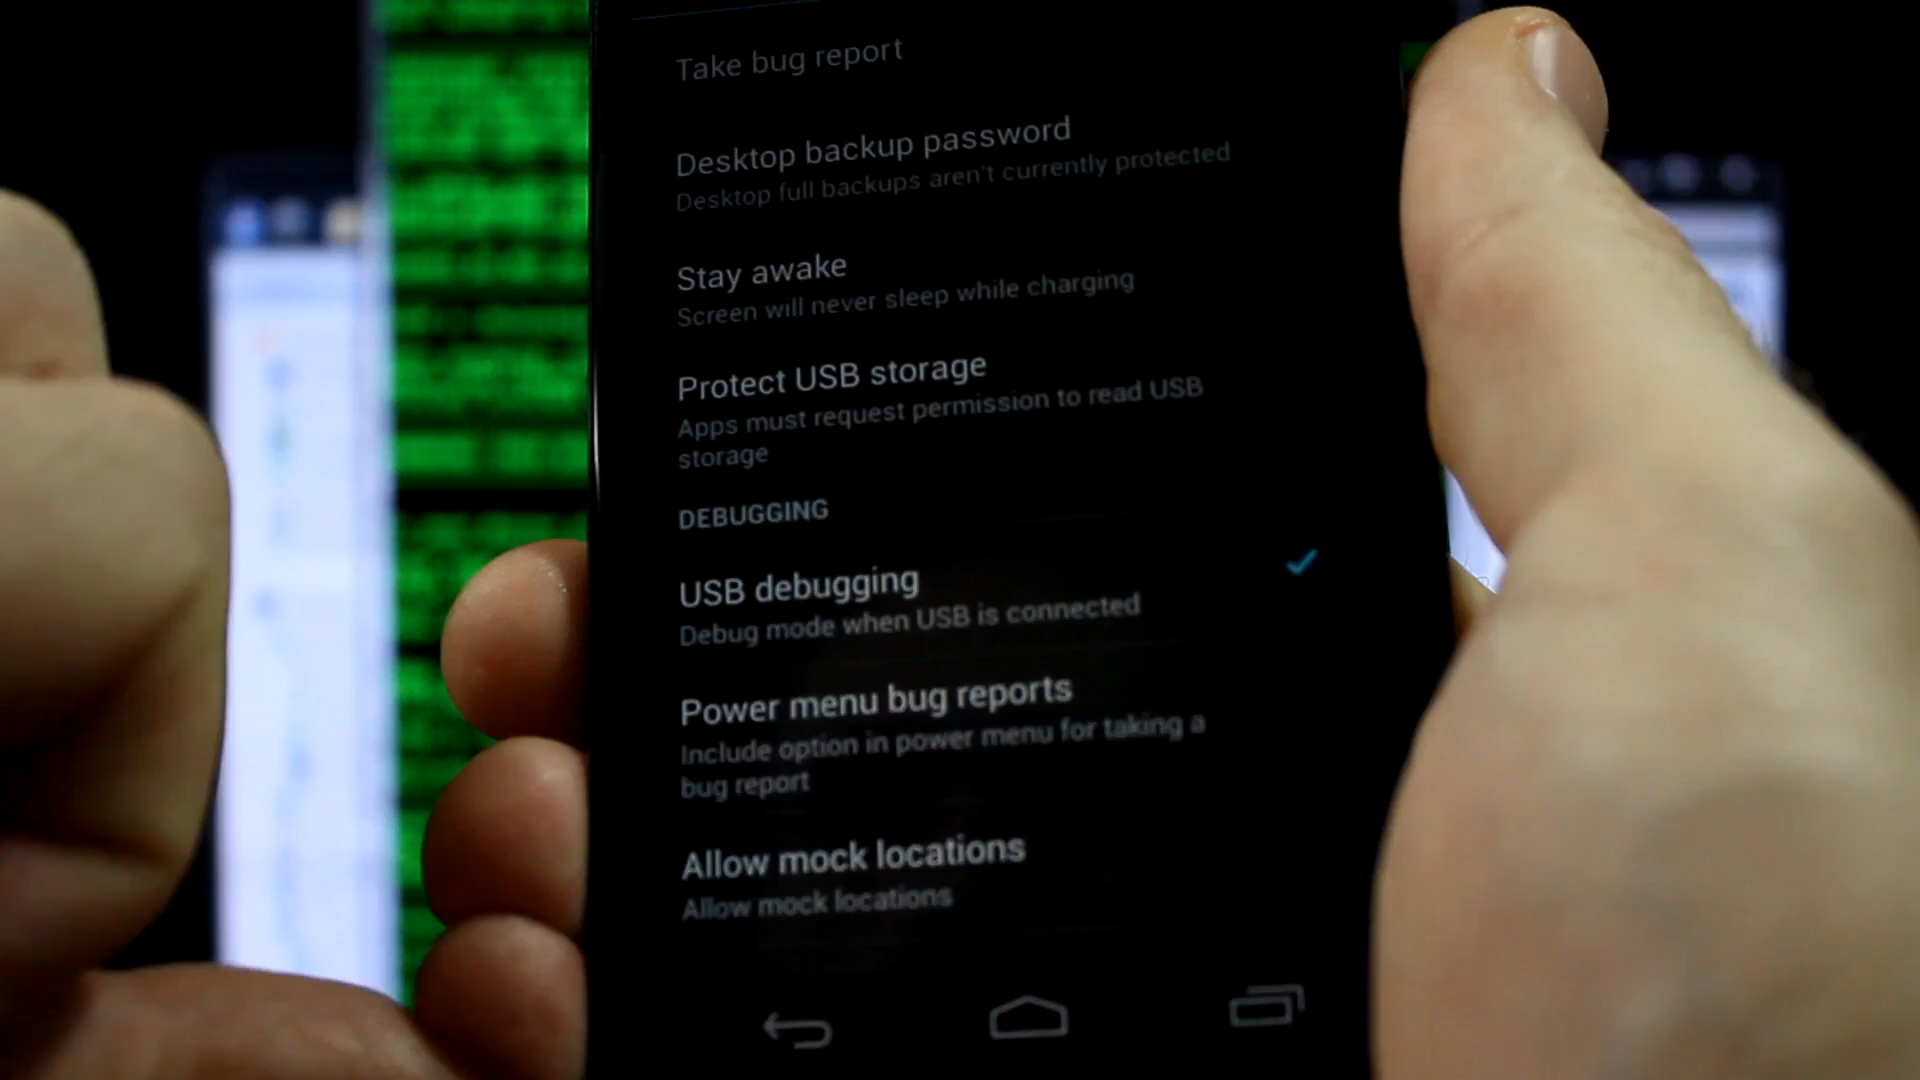 Take bug report
Desktop backup password
Desktop full backups aren't currently protected
Stay awake
Screen will never sleep while charging
Protect USB storage
Apps must request permission to read USB
storage
DEBUGGING
USB debugging
Debug mode when USB is connected
Power menu bug reports
Include option in power menu for taking a
bug report
Allow mock locations
Allow mock locations